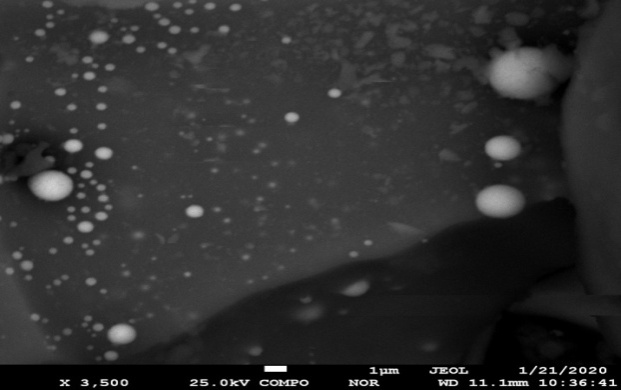 1µm JEOL 1/21/2020
X 3,500 25.0kV COMPO NOR WD 11.1mm 10:36:41